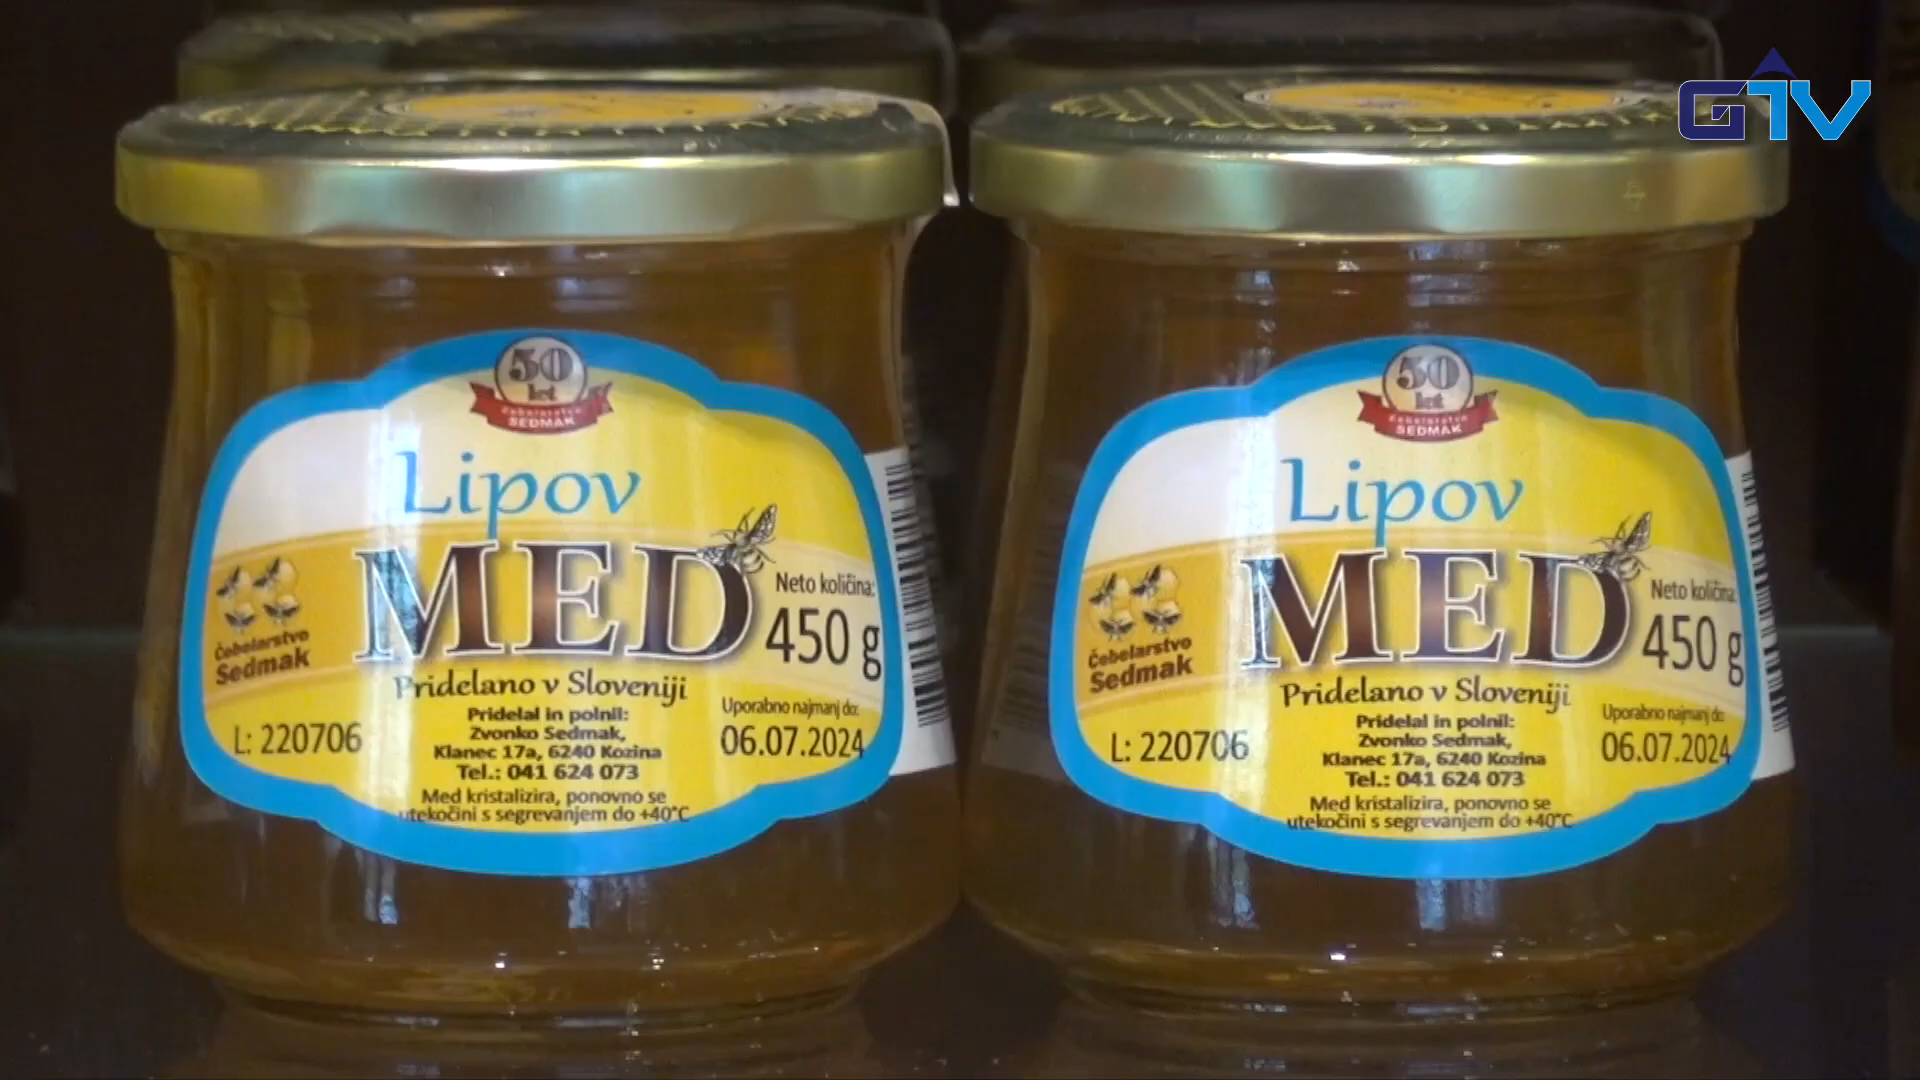 GTV
50
let
čebelarstvo
SEDMAK
Lipov
MED
Čebelarstvo
Sedmak
Neto količina:
450 g
Pridelano v Sloveniji
L: 220706
Pridelal in polnil:
Zvonko Sedmak,
Klanec 17a, 6240 Kozina
Tel.: 041 624 073
Uporabno najmanj do:
06.07.2024
Med kristalizira, ponovno se
utekočini s segrevanjem do +40°C
50
let
čebelarstvo
SEDMAK
Lipov
MED
Čebelarstvo
Sedmak
Neto količina:
450 g
Pridelano v Sloveniji
L: 220706
Pridelal in polnil:
Zvonko Sedmak,
Klanec 17a, 6240 Kozina
Tel.: 041 624 073
Uporabno najmanj do:
06.07.2024
Med kristalizira, ponovno se
utekočini s segrevanjem do +40°C